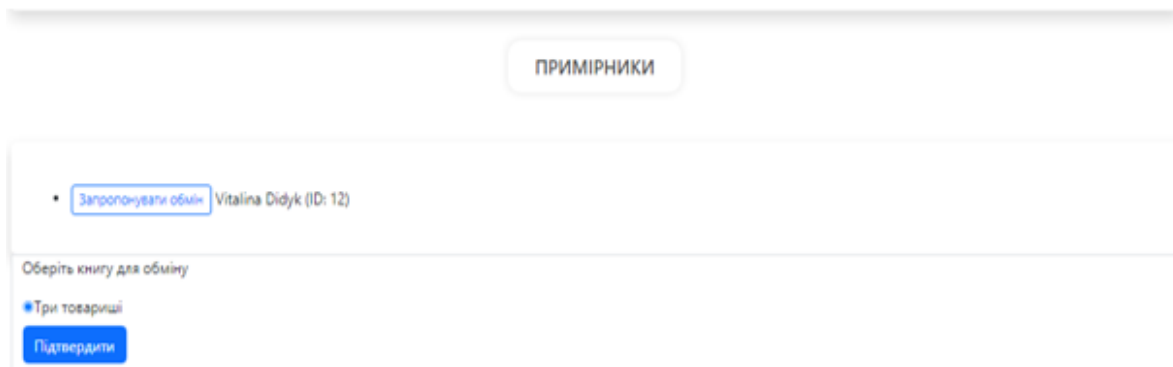 ПРИМІРНИКИ
Запропонувати обмін Vitalina Didyk (ID: 12)
Оберіть книгу для обміну
Три товариші
Підтвердити